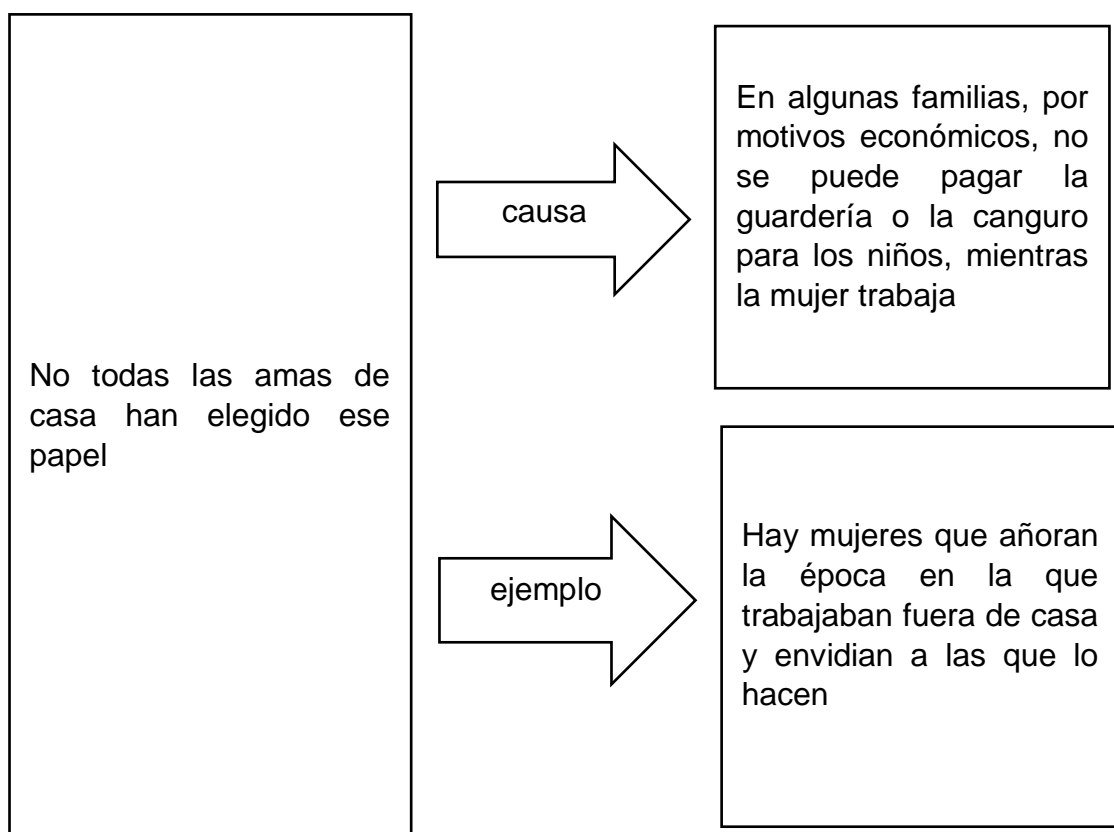 No todas las amas de
casa han elegido ese
papel
causa
En algunas familias, por
motivos económicos, no
se puede pagar la
guardería o la canguro
para los niños, mientras
la mujer trabaja
ejemplo
Hay mujeres que añoran
la época en la que
trabajaban fuera de casa
y envidian a las que lo
hacen